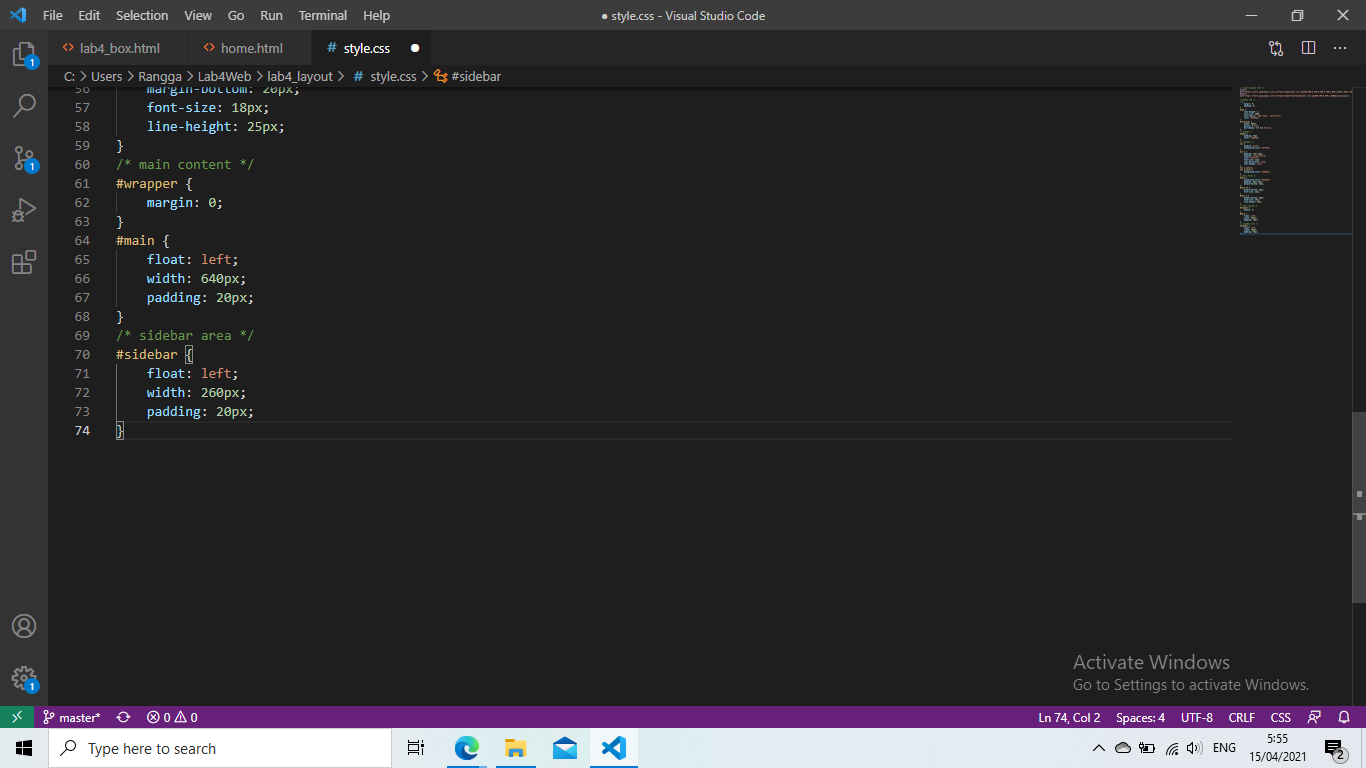 File Edit Selection View Go Run Terminal Help
● style.css - Visual Studio Code
lab4_box.html
home.html
# style.css
C: > Users > Rangga > Lab4Web > lab4_layout > # style.css > #sidebar
56 margin-bottom: 20px;
57 font-size: 18px;
58 line-height: 25px;
59 }
60 /* main content */
61 #wrapper {
62 margin: 0;
63 }
64 #main {
65 float: left;
66 width: 640px;
67 padding: 20px;
68 }
69 /* sidebar area */
70 #sidebar {
71 float: left;
72 width: 260px;
73 padding: 20px;
74 }
1
1
1
Activate Windows
Go to Settings to activate Windows.
master* 0 0
Ln 74, Col 2 Spaces: 4 UTF-8 CRLF CSS
Type here to search
ENG
5:55
15/04/2021
2